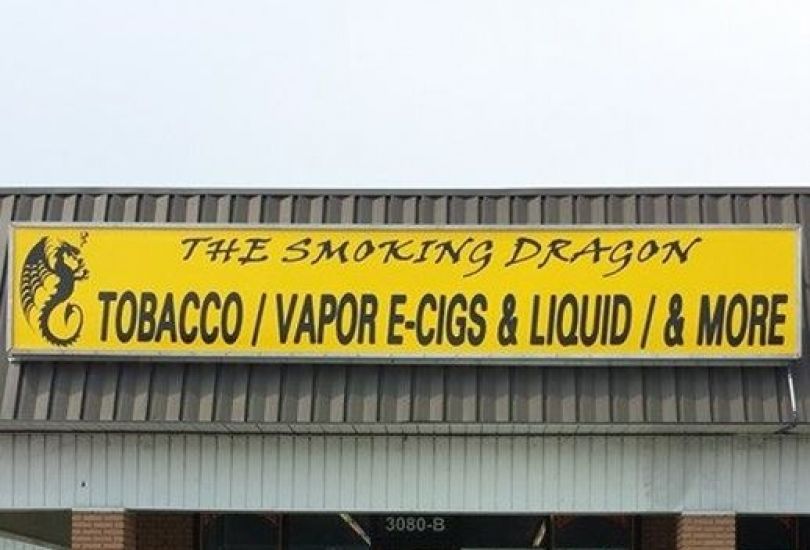 THE SMOKING DRAGON
TOBACCO / VAPOR E-CIGS & LIQUID / & MORE
3080-B